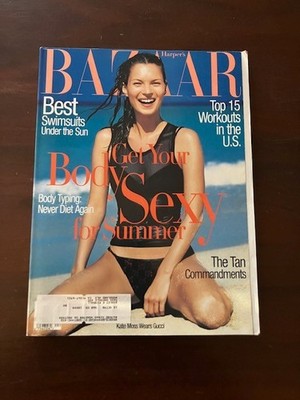 Harper's
BAZAAR
Best
Swimsuits
Under the Sun
Top 15
Workouts
in the
U.S.
Get Your
Body
Sexy
for Summer
Body Typing:
Never Diet Again
The Tan
Commandments
Kate Moss Wears Gucci